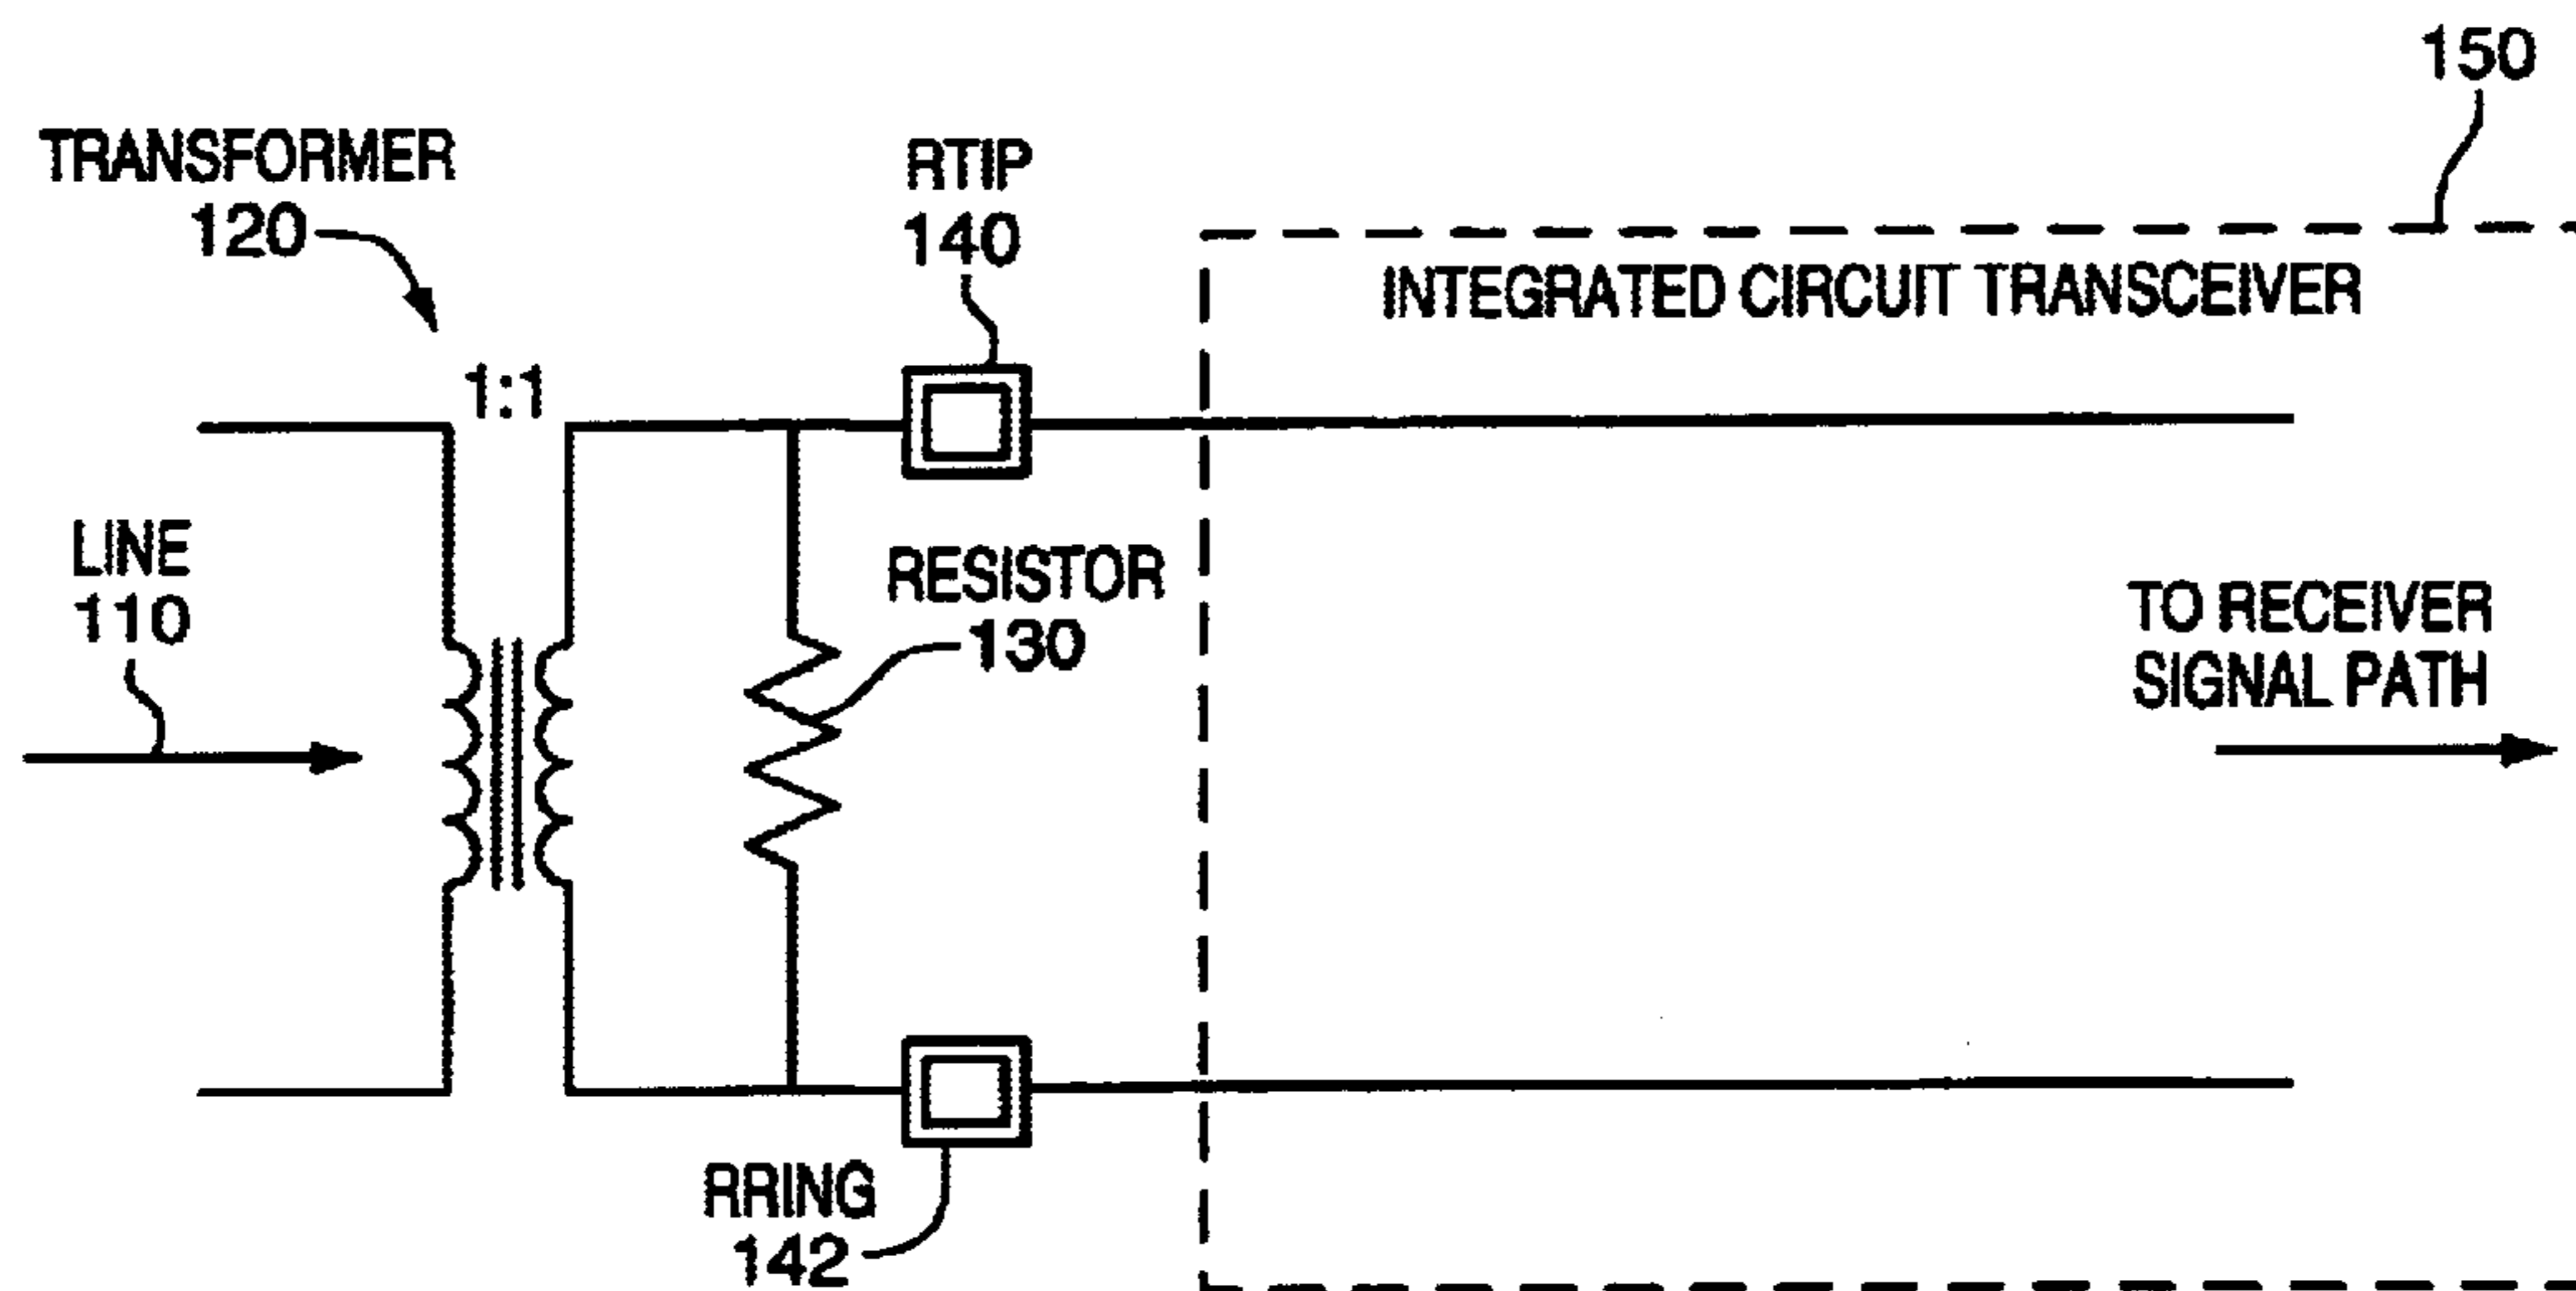 150
TRANSFORMER
120
RTIP
140
INTEGRATED CIRCUIT TRANSCEIVER
1:1
LINE
110
RESISTOR
130
TO RECEIVER
SIGNAL PATH
RRING
142